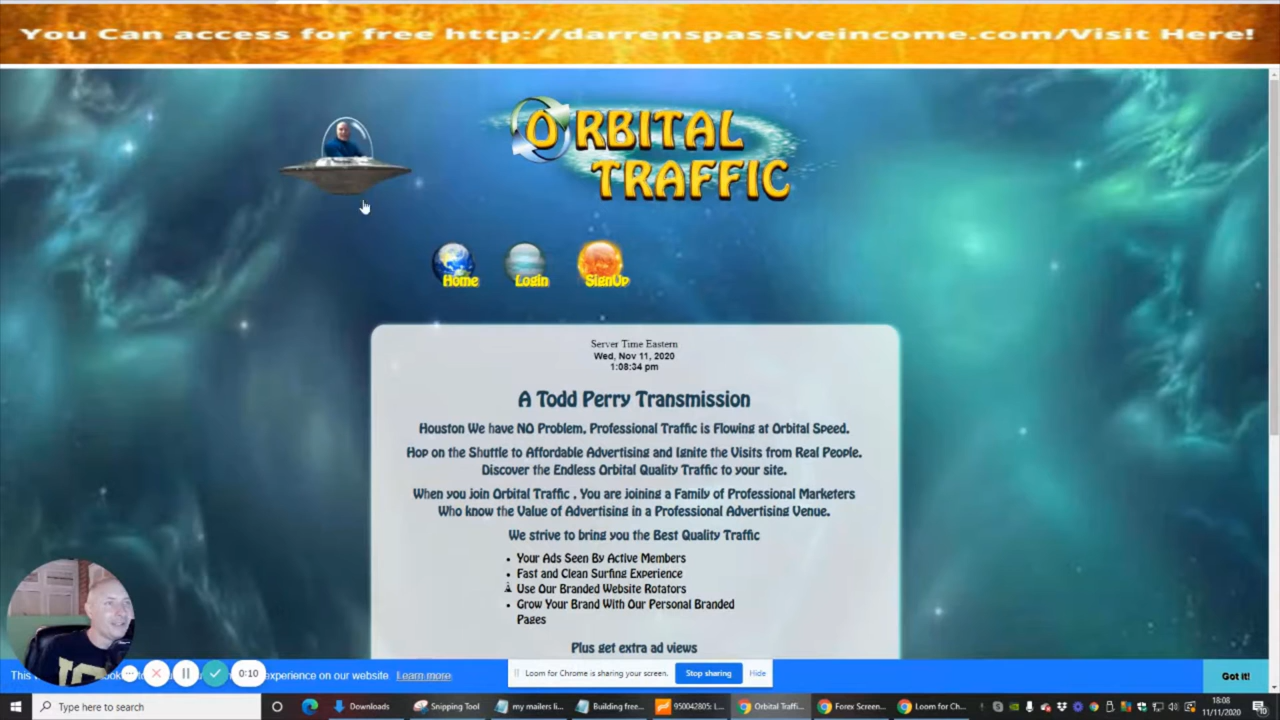 You Can access for free http://darrenspassiveincome.com/Visit Here!
ORBITAL
TRAFFIC
Home
Login
SignUp
Server Time Eastern
Wed, Nov 11, 2020
1:08:34 pm
A Todd Perry Transmission
Houston We have NO Problem, Professional Traffic is Flowing at Orbital Speed.
Hop on the Shuttle to Affordable Advertising and Ignite the Visits from Real People.
Discover the Endless Orbital Quality Traffic to your site.
When you join Orbital Traffic , You are joining a Family of Professional Marketers
Who know the Value of Advertising in a Professional Advertising Venue.
We strive to bring you the Best Quality Traffic
• Your Ads Seen By Active Members
• Fast and Clean Surfing Experience
• Use Our Branded Website Rotators
• Grow Your Brand With Our Personal Branded
Pages
Plus get extra ad views
This experience on our website Learn more
Loom for Chrome is sharing your screen. Stop sharing Hide
Got it!
0:10
Type here to search
Downloads
Snipping Tool
my mailers li...
Building free...
950042805: L...
Orbital Traffi...
Forex Screen...
Loom for Ch...
18:08
11/11/2020